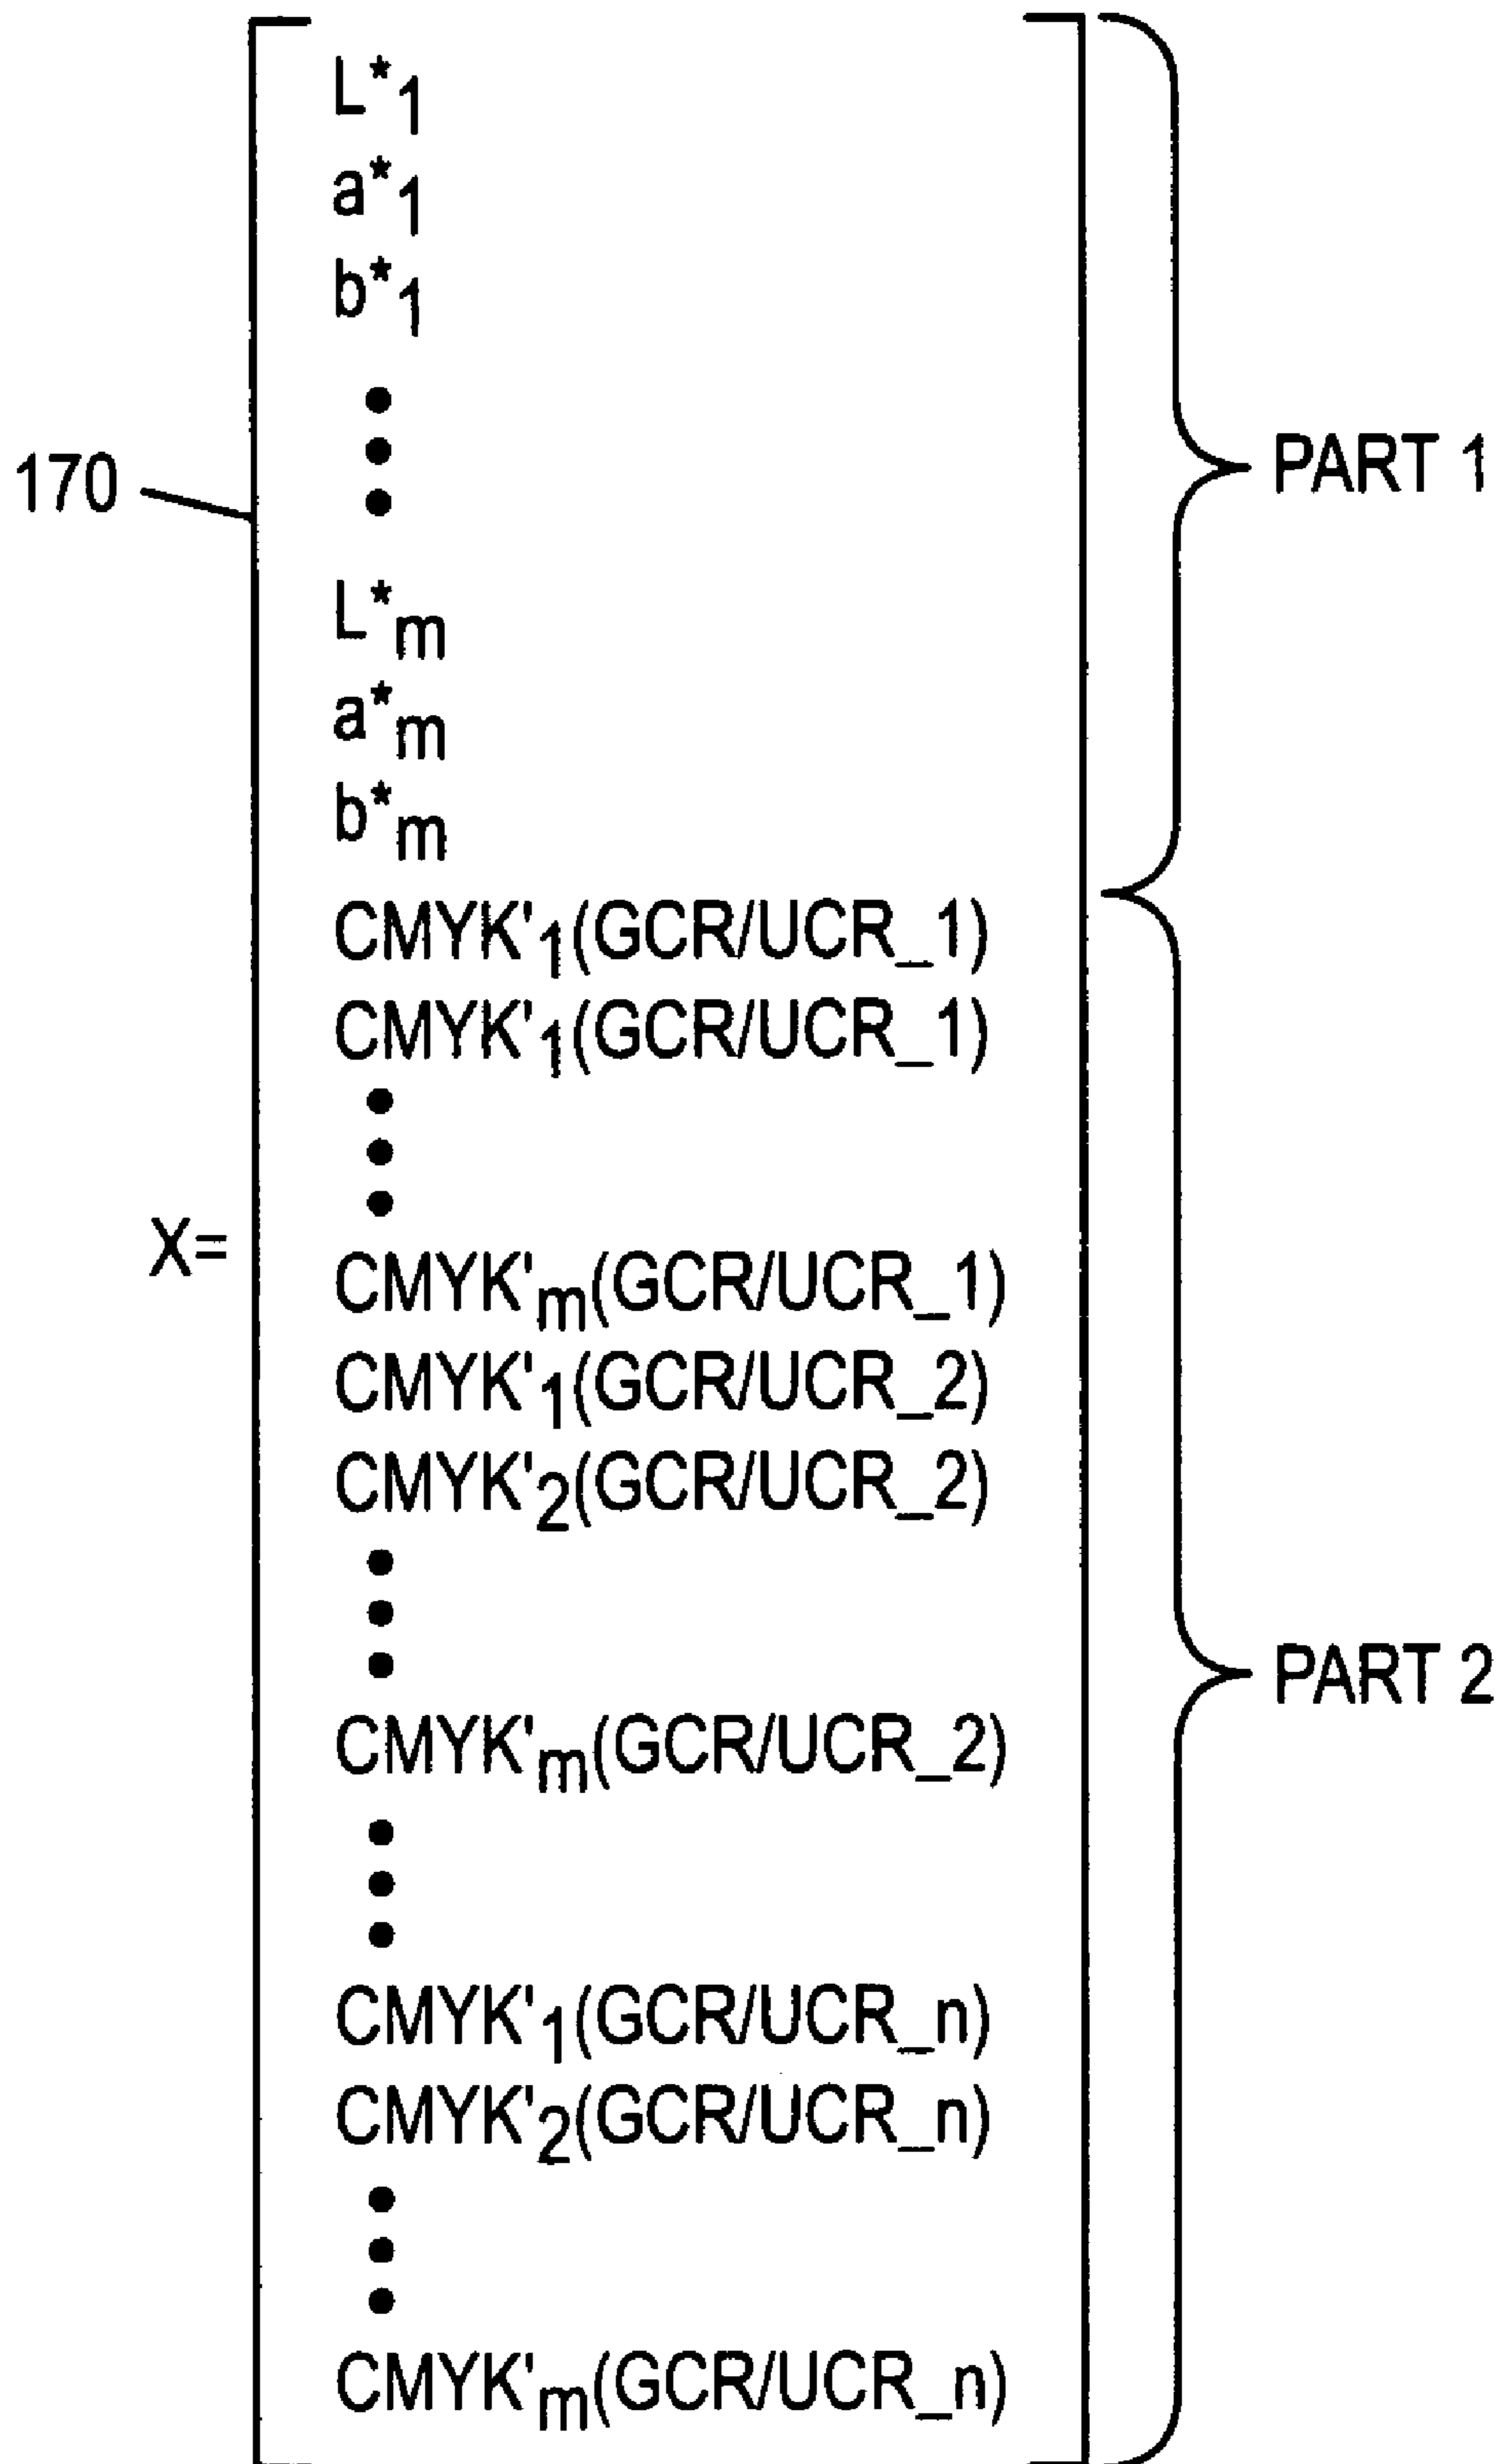 L*1
a*1
b*1
170
PART 1
L*m
a*m
b*m
CMYK'1(GCR/UCR_1)
CMYK'1(GCR/UCR_1)
X=
CMYK'm(GCR/UCR_1)
CMYK'1(GCR/UCR_2)
CMYK'2(GCR/UCR_2)
PART 2
CMYK'm(GCR/UCR_2)
CMYK'1(GCR/UCR_n)
CMYK'2(GCR/UCR_n)
CMYK'm(GCR/UCR_n)